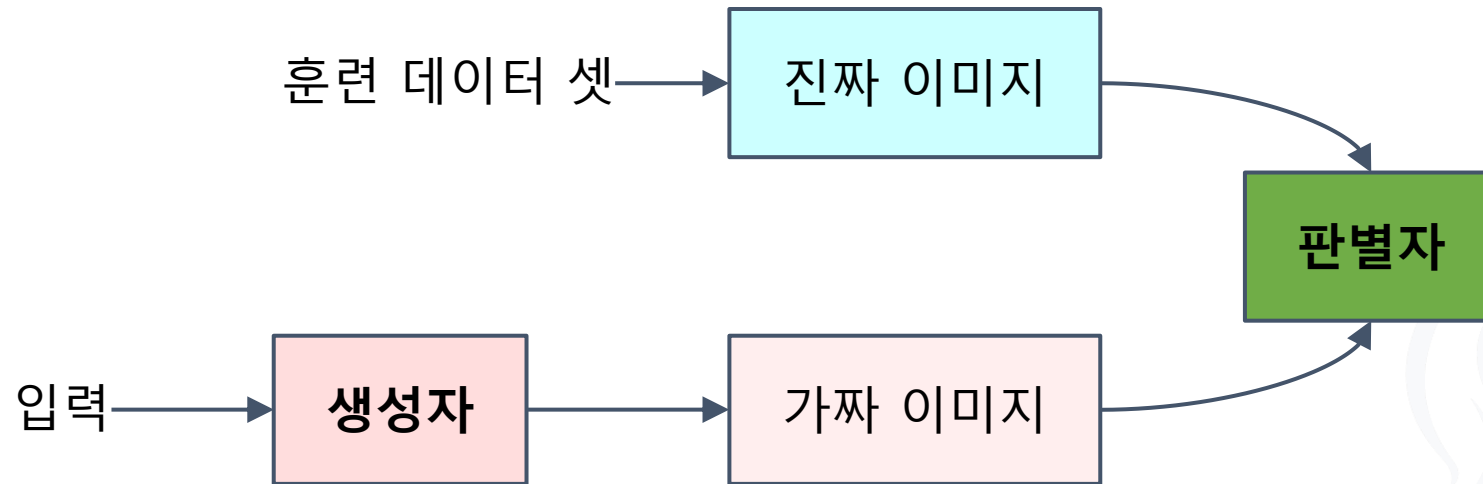 훈련 데이터 셋
진짜 이미지
판별자
입력
생성자
가짜 이미지